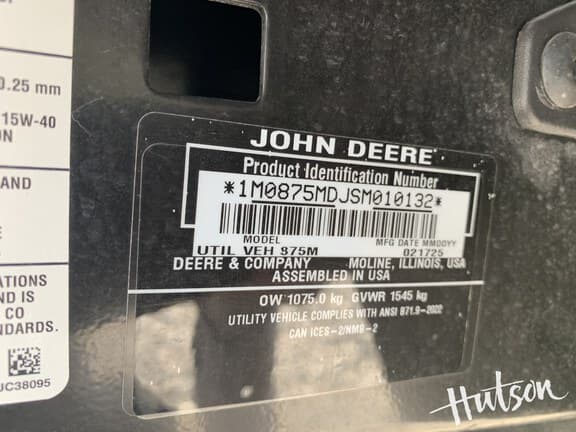 0.25 mm
15W-40
ON
AND
ATIONS
ND IS
CO
NDARDS.
JC38095
JOHN DEERE
Product Identification Number
*1M0875MDJSM010132*
MODEL MFG DATE MMDDYY
UTIL VEH 875M 021725
DEERE & COMPANY MOLINE, ILLINOIS, USA
ASSEMBLED IN USA
OW 1075.0 kg GVWR 1545 kg
UTILITY VEHICLE COMPLIES WITH ANSI B71.9-2022
CAN ICES-2/NMB-2
Hutson